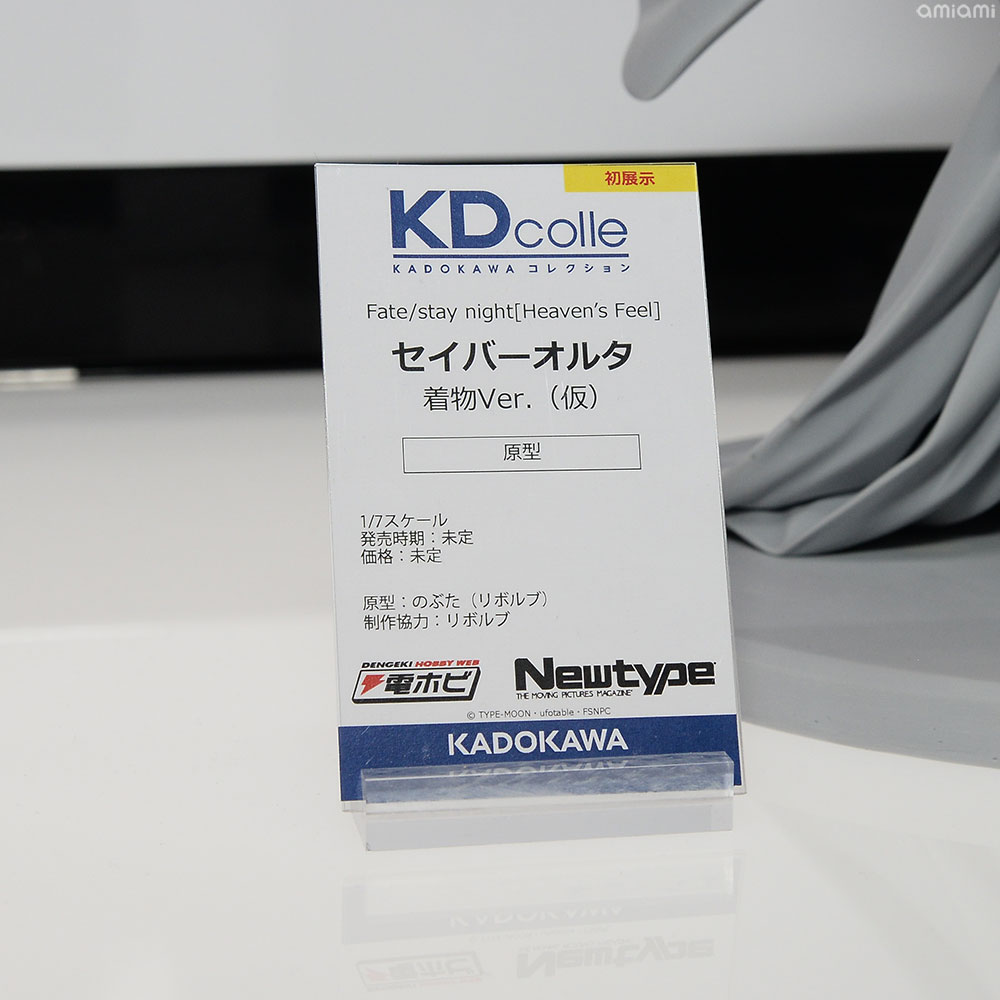 amiami
初展示
KDcolle
KADOKAWA コレクション
Fate/stay night[Heaven's Feel]
セイバーオルタ
着物Ver.（仮）
原型
1/7スケール
発売時期：未定
価格：未定
原型：のぶた（リボルブ）
制作協力：リボルブ
DENGEKI HOBBY WEB
電ホビ
Newtype
THE MOVING PICTURES MAGAZINE
© TYPE-MOON・ufotable・FSNPC
KADOKAWA